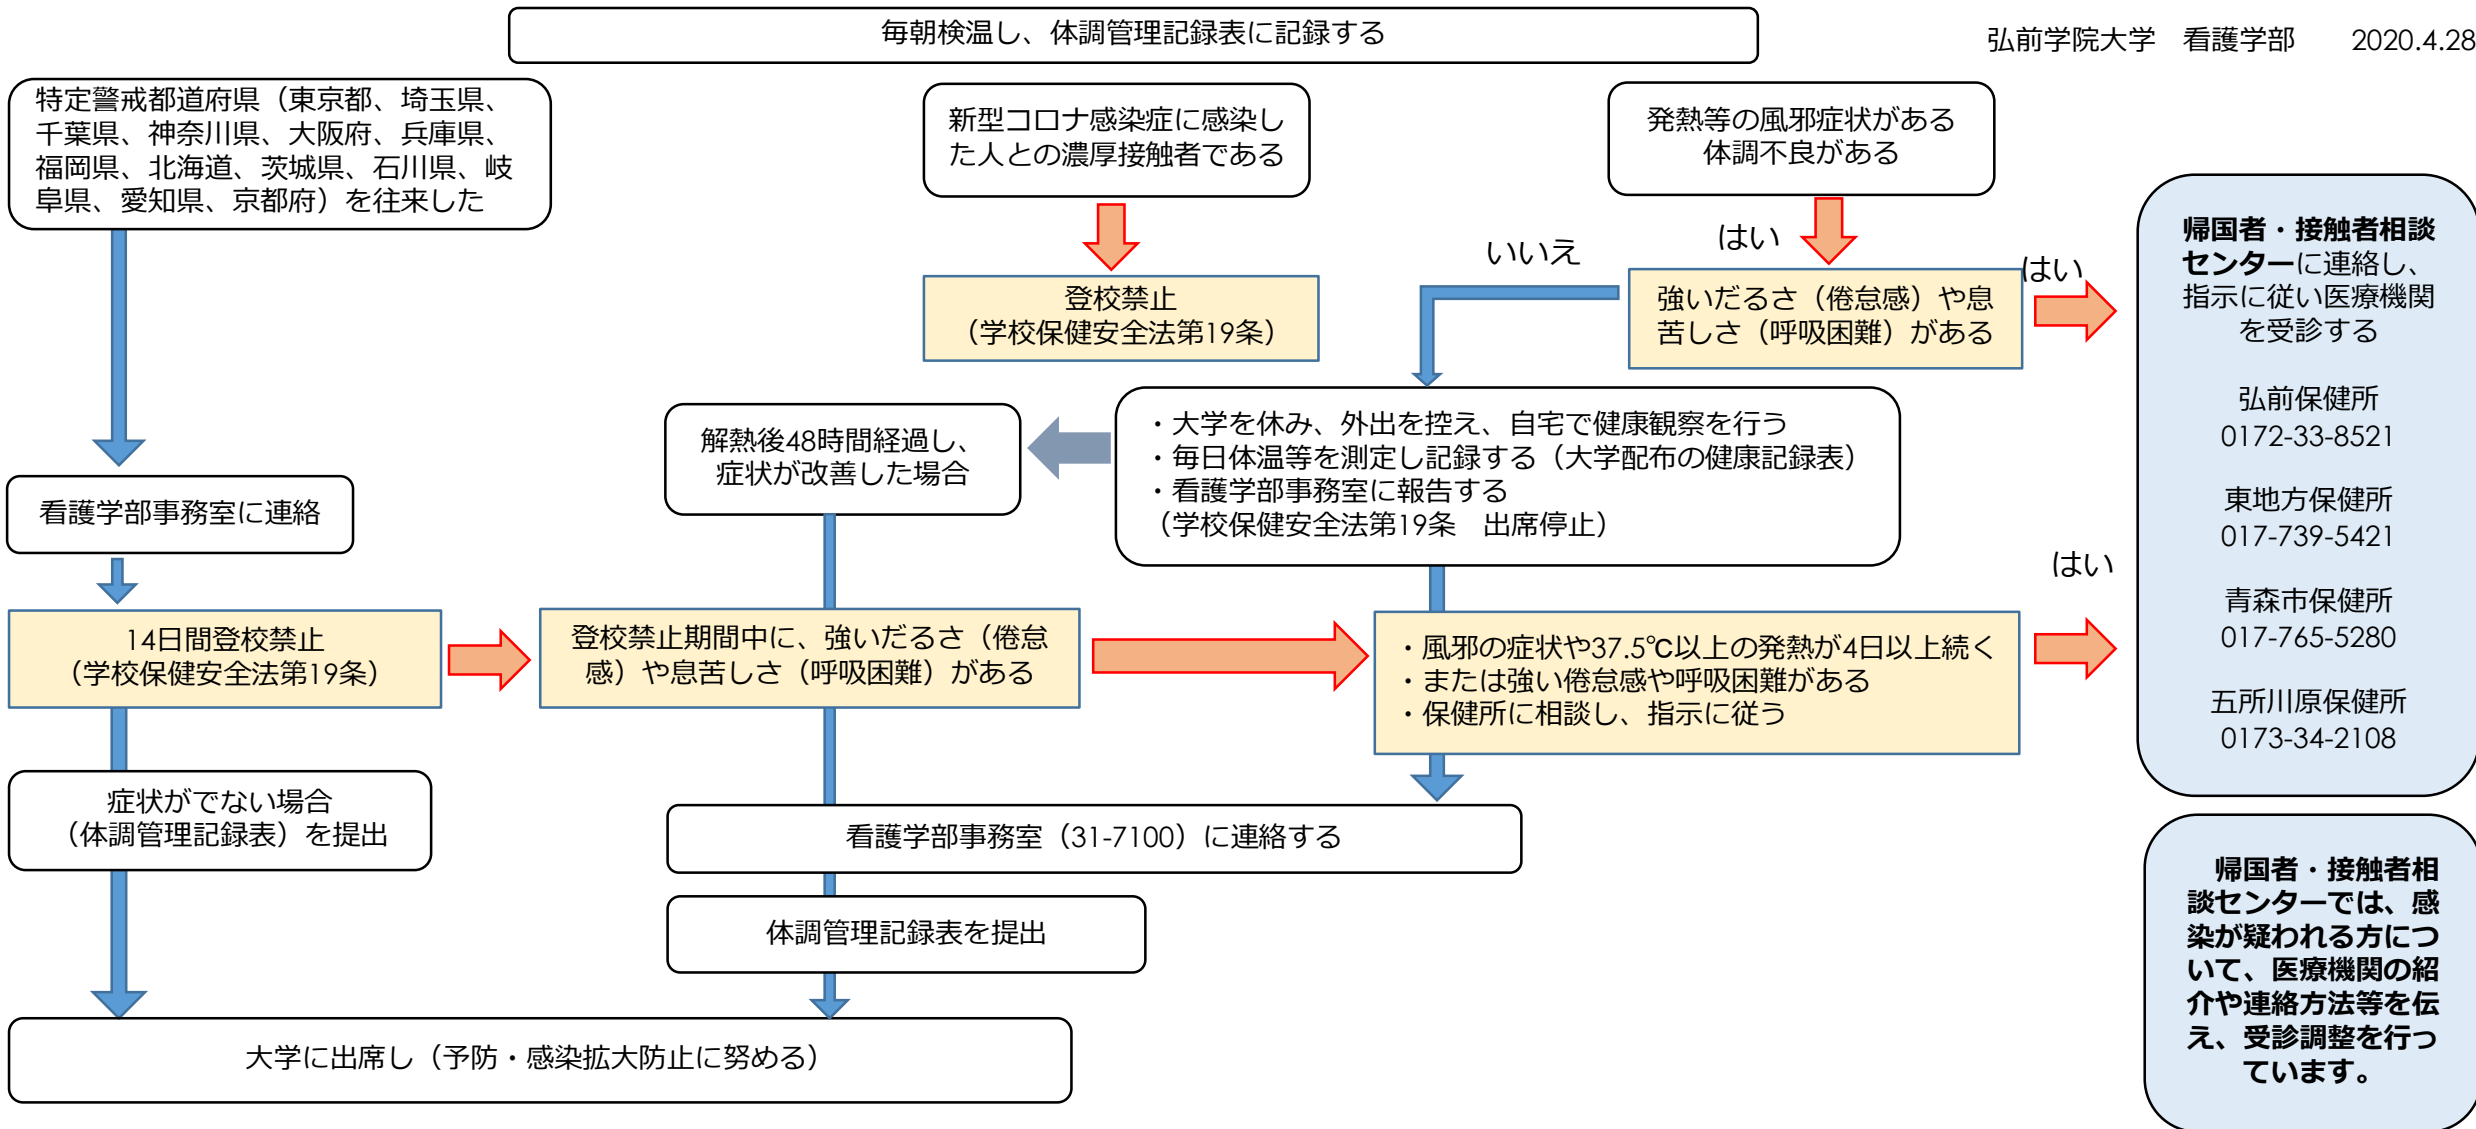 毎朝検温し、体調管理記録表に記録する
弘前学院大学　看護学部　2020.4.28
特定警戒都道府県（東京都、埼玉県、
千葉県、神奈川県、大阪府、兵庫県、
福岡県、北海道、茨城県、石川県、岐
阜県、愛知県、京都府）を往来した
新型コロナ感染症に感染し
た人との濃厚接触者である
発熱等の風邪症状がある
体調不良がある
いいえ
はい
はい
登校禁止
（学校保健安全法第19条）
強いだるさ（倦怠感）や息
苦しさ（呼吸困難）がある
帰国者・接触者相談
センターに連絡し、
指示に従い医療機関
を受診する
弘前保健所
0172-33-8521
東地方保健所
017-739-5421
青森市保健所
017-765-5280
五所川原保健所
0173-34-2108
解熱後48時間経過し、
症状が改善した場合
・大学を休み、外出を控え、自宅で健康観察を行う
・毎日体温等を測定し記録する（大学配布の健康記録表）
・看護学部事務室に報告する
（学校保健安全法第19条　出席停止）
看護学部事務室に連絡
はい
14日間登校禁止
（学校保健安全法第19条）
登校禁止期間中に、強いだるさ（倦怠
感）や息苦しさ（呼吸困難）がある
・風邪の症状や37.5℃以上の発熱が4日以上続く
・または強い倦怠感や呼吸困難がある
・保健所に相談し、指示に従う
症状がでない場合
（体調管理記録表）を提出
看護学部事務室（31-7100）に連絡する
体調管理記録表を提出
大学に出席し（予防・感染拡大防止に努める）
帰国者・接触者相
談センターでは、感
染が疑われる方につ
いて、医療機関の紹
介や連絡方法等を伝
え、受診調整を行っ
ています。